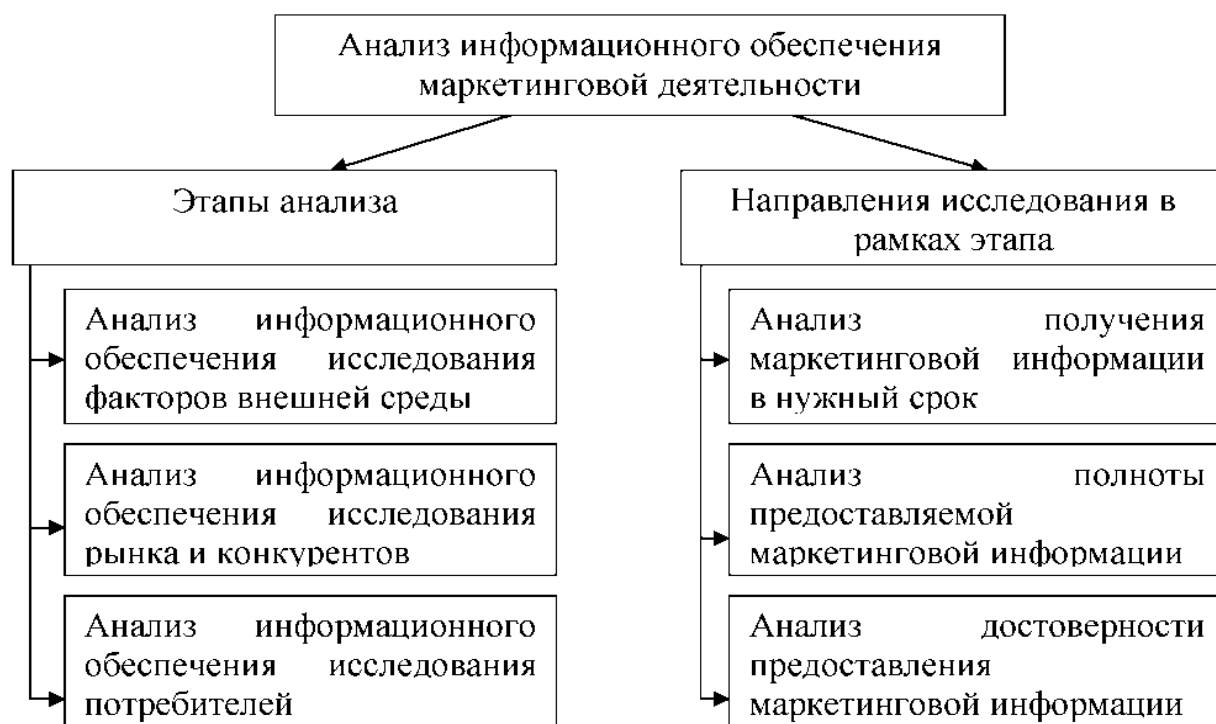 Анализ информационного обеспечения
маркетинговой деятельности
Этапы анализа
Анализ информационного
обеспечения исследования
факторов внешней среды
Анализ информационного
обеспечения исследования
рынка и конкурентов
Анализ информационного
обеспечения исследования
потребителей
Направления исследования в
рамках этапа
Анализ получения
маркетинговой информации
в нужный срок
Анализ полноты
предоставляемой
маркетинговой информации
Анализ достоверности
предоставления
маркетинговой информации